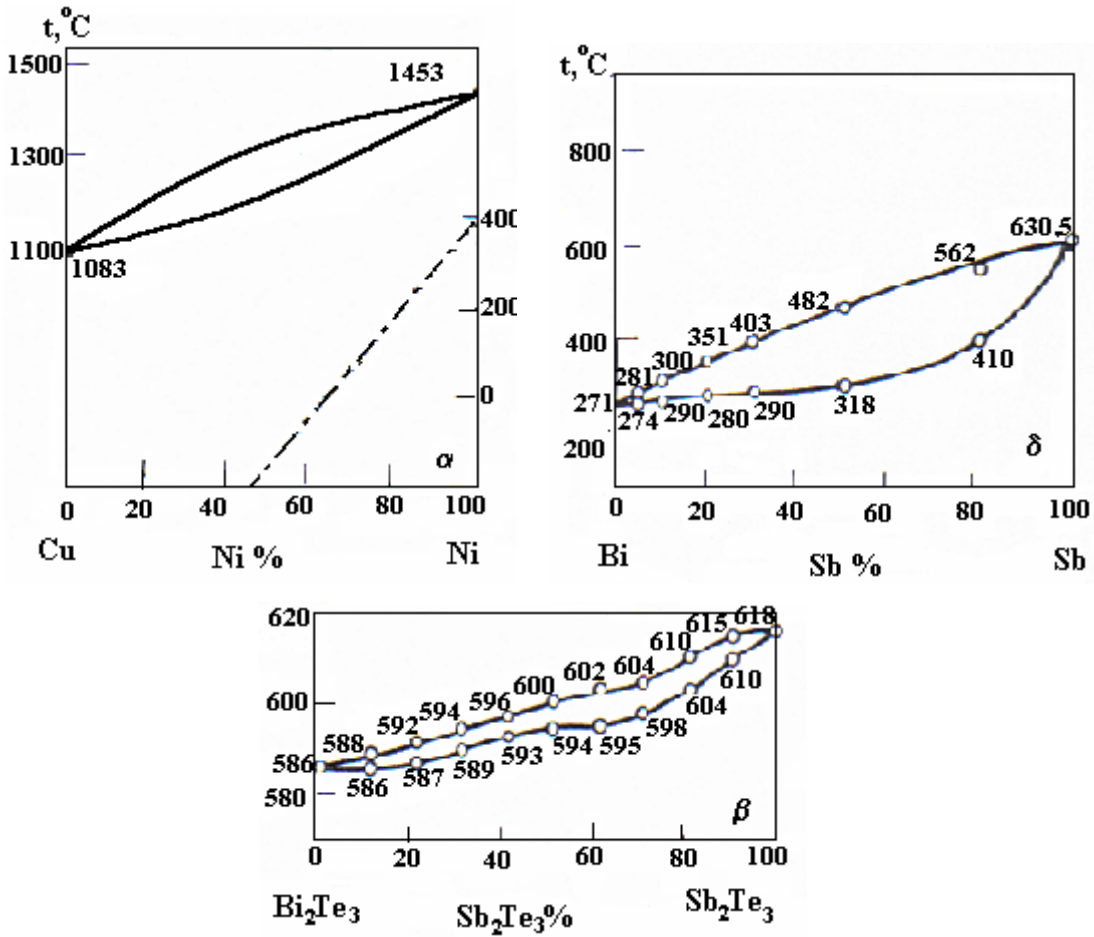 t,°C
1500
1453
1300
1100
1083
400
200
0
α
0 20 40 60 80 100
Cu Ni % Ni
t,°C
800
630,5
600
562
482
403
400
351
300
281
271
274 290 280 290 318 410
200
δ
0 20 40 60 80 100
Bi Sb % Sb
620
618
615
610
604
602
600
600
596
594
592
588
586
586 587 589 593 594 595 598 604 610
580
β
0 20 40 60 80 100
Bi2Te3 Sb2Te3% Sb2Te3